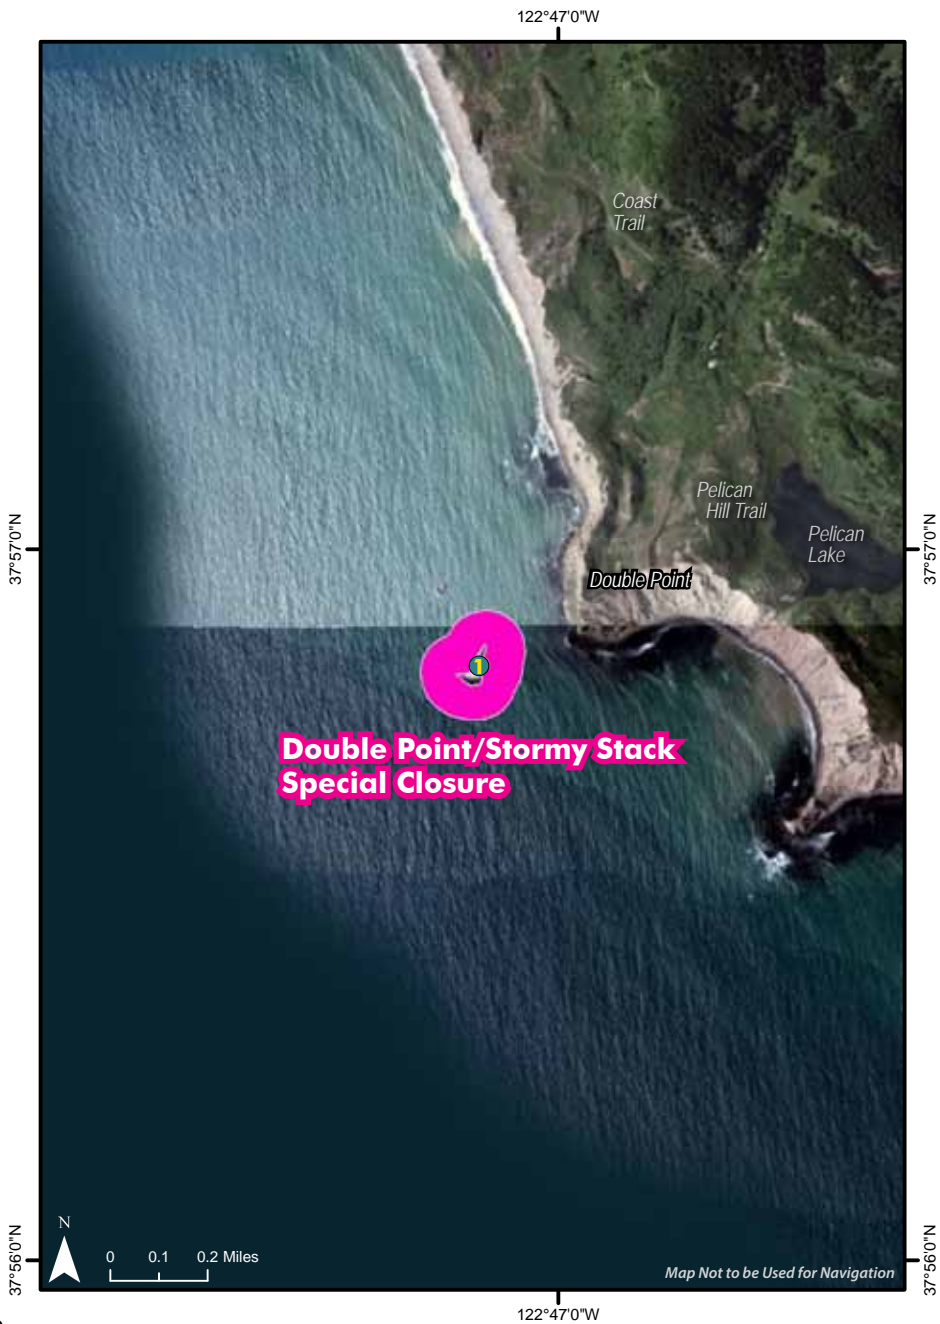 122°47'0"W
Coast
Trail
Pelican
Hill Trail
Pelican
Lake
37°57'0"N
37°57'0"N
Double Point
1
Double Point/Stormy Stack
Special Closure
N
0 0.1 0.2 Miles
37°56'0"N
37°56'0"N
Map Not to be Used for Navigation
122°47'0"W